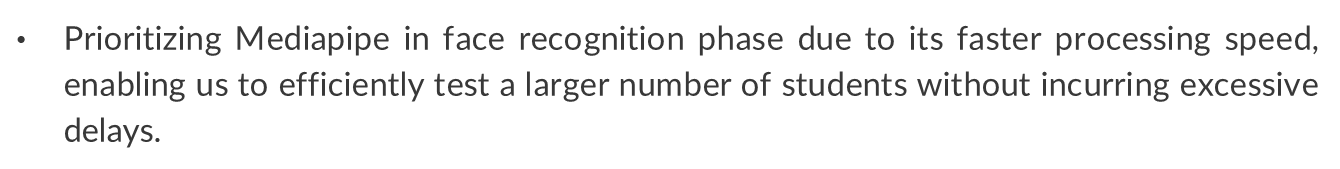 • Prioritizing Mediapipe in face recognition phase due to its faster processing speed,
enabling us to efficiently test a larger number of students without incurring excessive
delays.